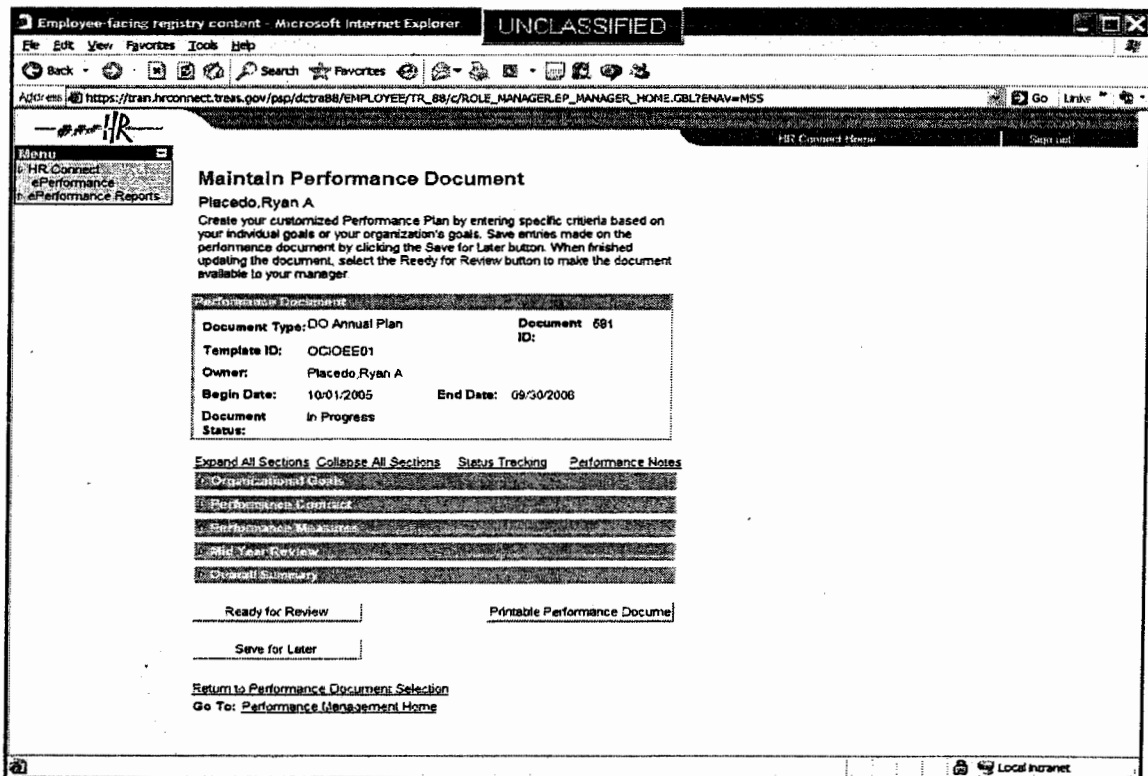 Employee-facing registry content - Microsoft Internet Explorer
UNCLASSIFIED
File Edit View Favorites Tools Help
Back Search Favorites
Address https://tran.hrconnect.treas.gov/psp/dctra88/EMPLOYEE/TR_88/c/ROLE_MANAGER.EP_MANAGER_HOME.GBL?ENAV=MSS Go Links
HR
HR Connect Home Sign out
Menu
HR Connect
ePerformance
ePerformance Reports
Maintain Performance Document
Placedo,Ryan A
Create your customized Performance Plan by entering specific criteria based on
your individual goals or your organization's goals. Save entries made on the
performance document by clicking the Save for Later button. When finished
updating the document, select the Ready for Review button to make the document
available to your manager
Performance Document
Document Type: DO Annual Plan Document ID: 681
Template ID: OCIOEE01
Owner: Placedo,Ryan A
Begin Date: 10/01/2005 End Date: 09/30/2006
Document Status: In Progress
Expand All Sections Collapse All Sections Status Tracking Performance Notes
Organizational Goals
Performance Contract
Performance Measures
Mid Year Review
Overall Summary
Ready for Review Printable Performance Docume
Save for Later
Return to Performance Document Selection
Go To: Performance Management Home
Local intranet